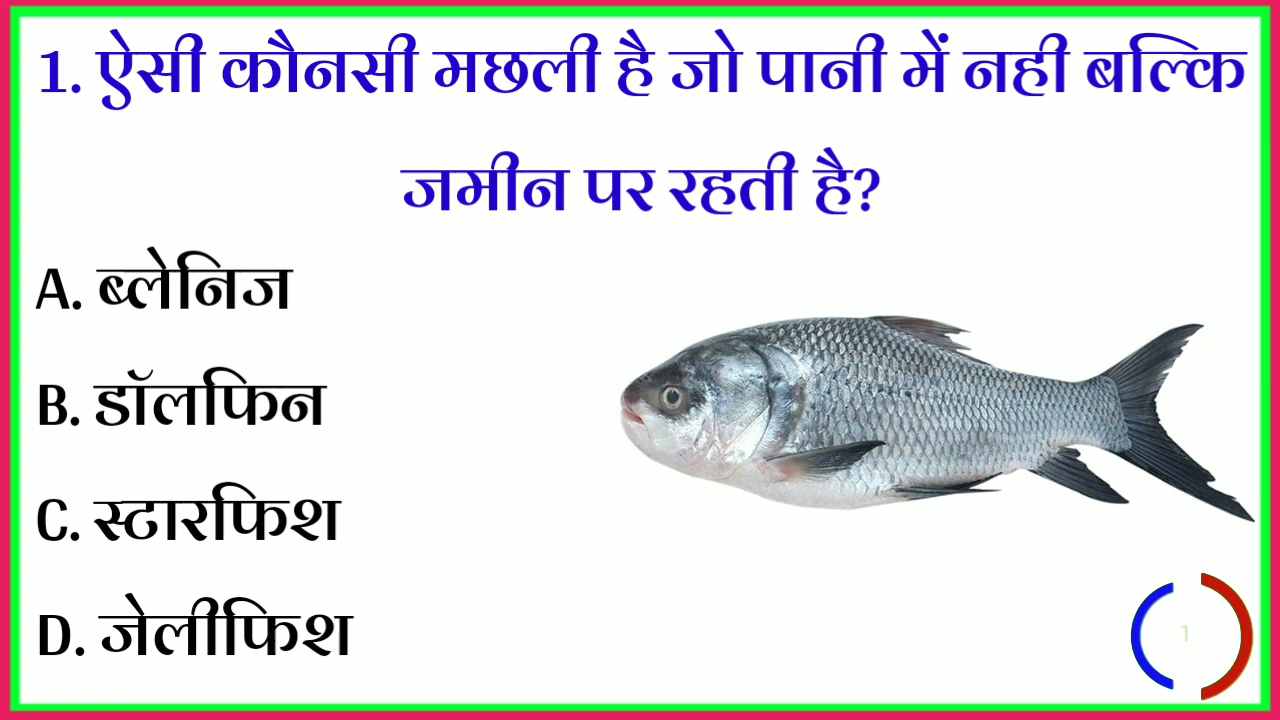 1. ऐसी कौनसी मछली है जो पानी में नही बल्कि
जमीन पर रहती है?
A. ब्लेनिज
B. डॉलफिन
C. स्टारफिश
D. जेलीफिश
1